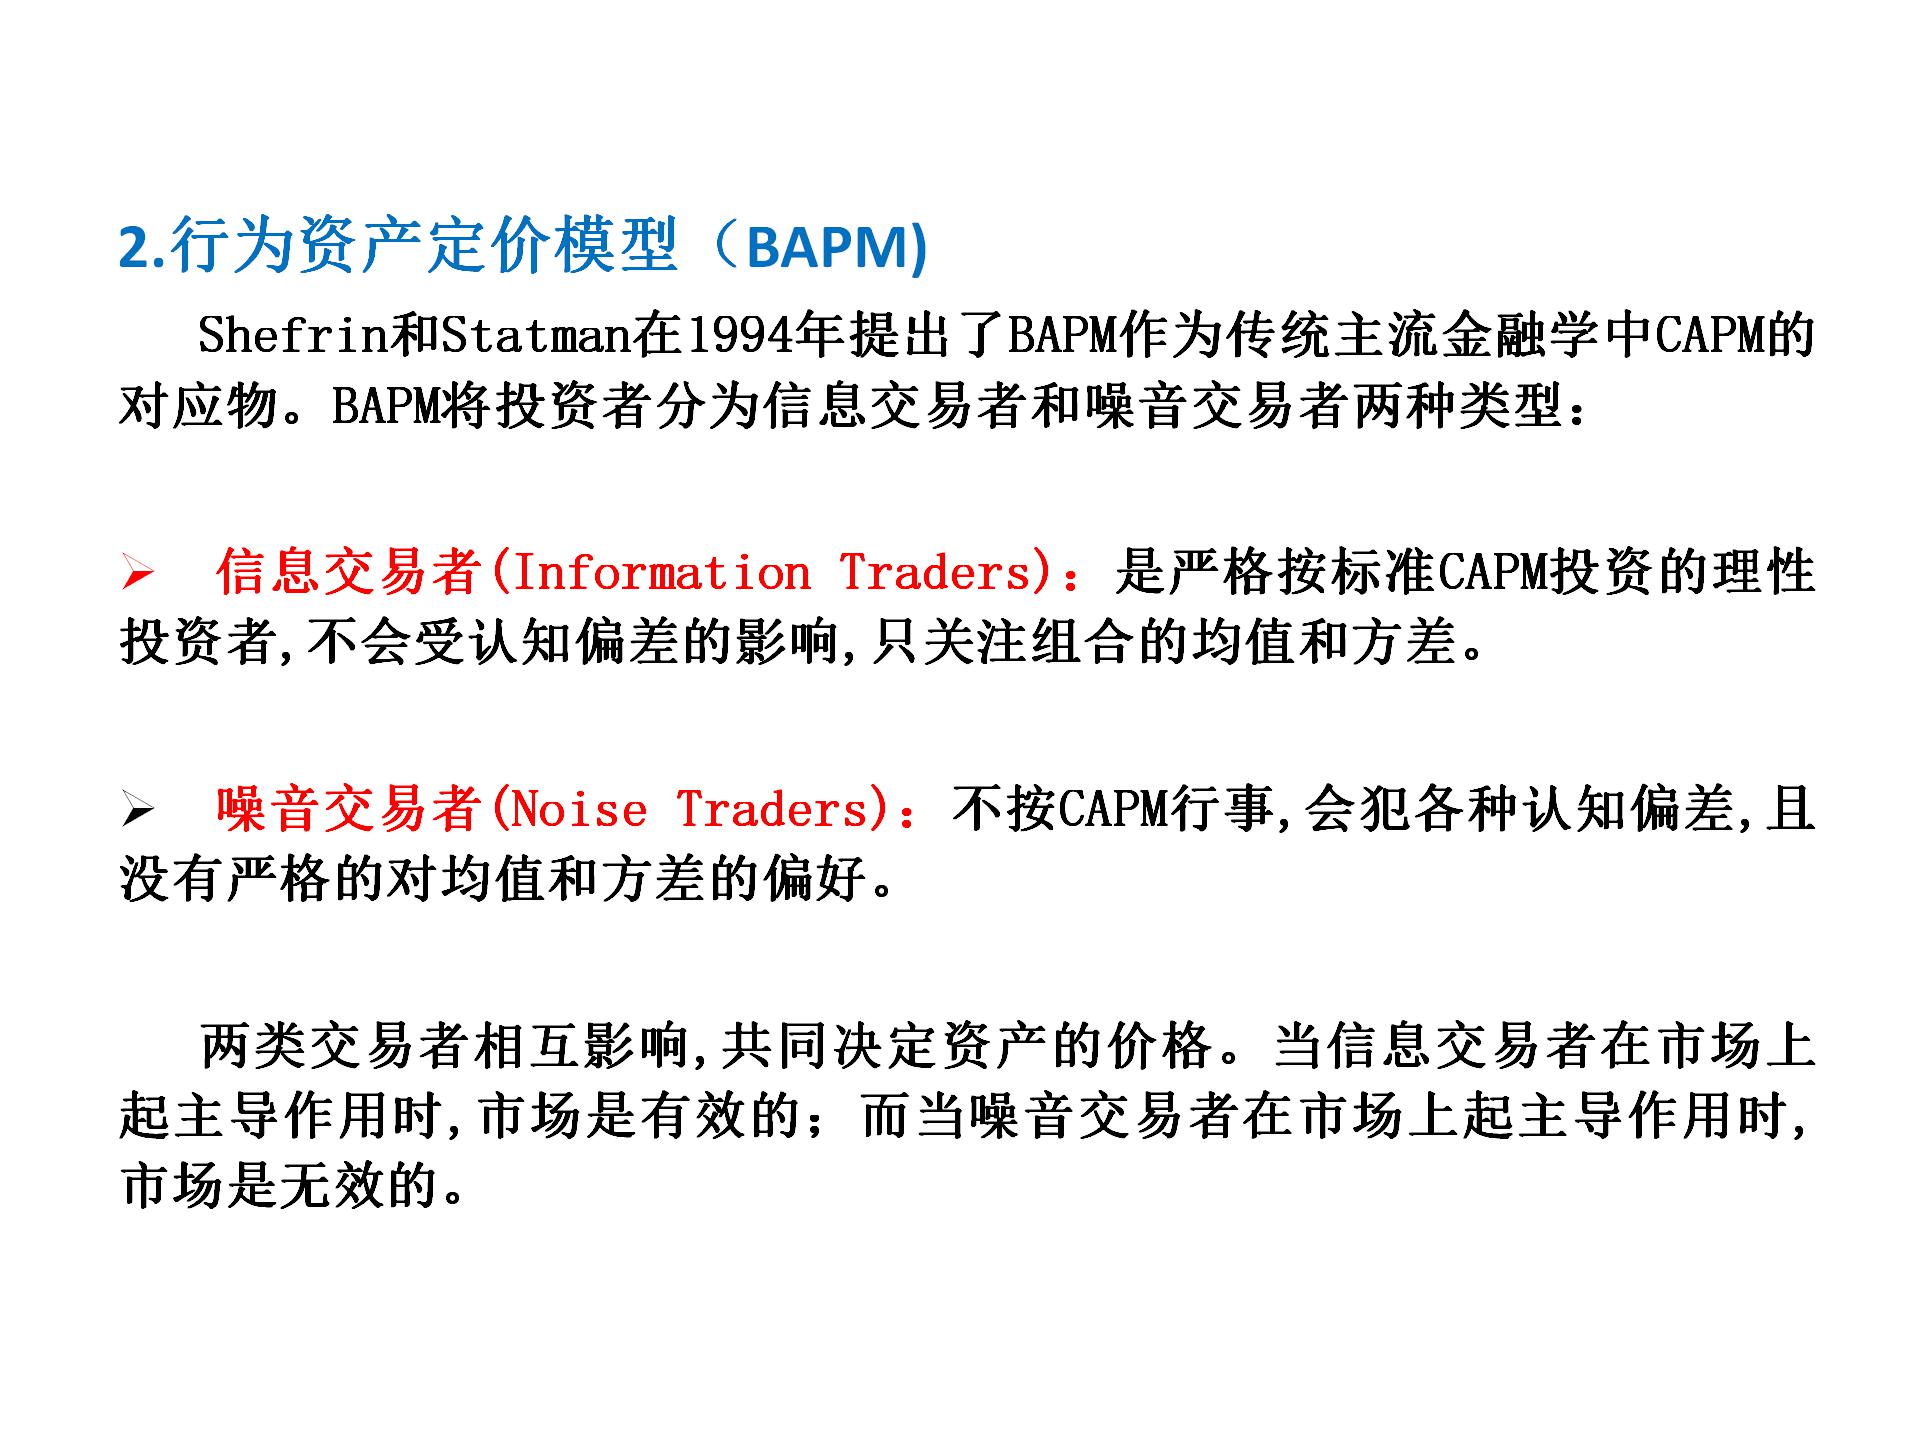 2.行为资产定价模型（BAPM)
Shefrin和Statman在1994年提出了BAPM作为传统主流金融学中CAPM的
对应物。BAPM将投资者分为信息交易者和噪音交易者两种类型：
➢ 信息交易者(Information Traders)：是严格按标准CAPM投资的理性
投资者,不会受认知偏差的影响,只关注组合的均值和方差。
➢ 噪音交易者(Noise Traders)：不按CAPM行事,会犯各种认知偏差,且
没有严格的对均值和方差的偏好。
两类交易者相互影响,共同决定资产的价格。当信息交易者在市场上
起主导作用时,市场是有效的；而当噪音交易者在市场上起主导作用时,
市场是无效的。